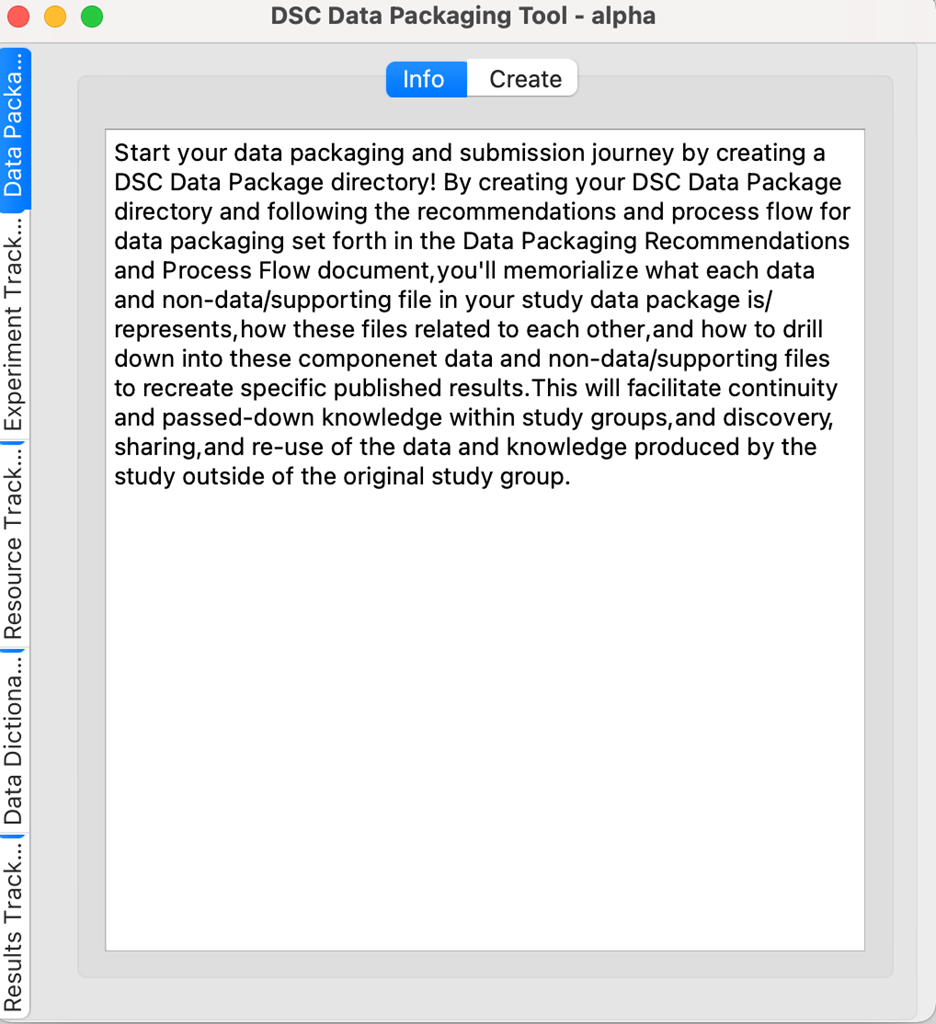 DSC Data Packaging Tool - alpha
Info
Create
Data Packa...
Experiment Track...
Resource Track...
Data Dictiona...
Results Track...
Start your data packaging and submission journey by creating a
DSC Data Package directory! By creating your DSC Data Package
directory and following the recommendations and process flow for
data packaging set forth in the Data Packaging Recommendations
and Process Flow document,you'll memorialize what each data
and non-data/supporting file in your study data package is/
represents,how these files related to each other,and how to drill
down into these componenet data and non-data/supporting files
to recreate specific published results.This will facilitate continuity
and passed-down knowledge within study groups,and discovery,
sharing,and re-use of the data and knowledge produced by the
study outside of the original study group.